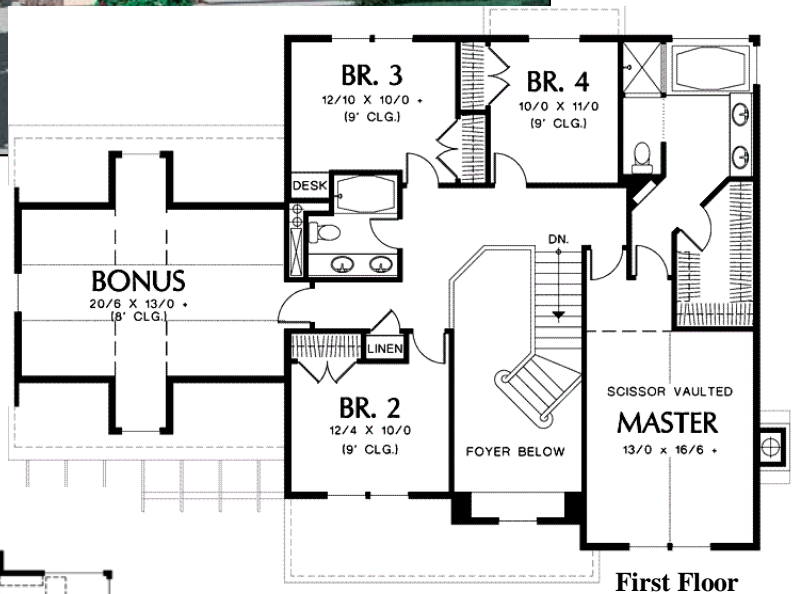 BR. 3
12/10 X 10/0 +
(9' CLG.)
BR. 4
10/0 X 11/0
(9' CLG.)
DESK
DN.
BONUS
20/6 X 13/0 +
(8' CLG.)
LINEN
BR. 2
12/4 X 10/0
(9' CLG.)
FOYER BELOW
SCISSOR VAULTED
MASTER
13/0 x 16/6 +
First Floor